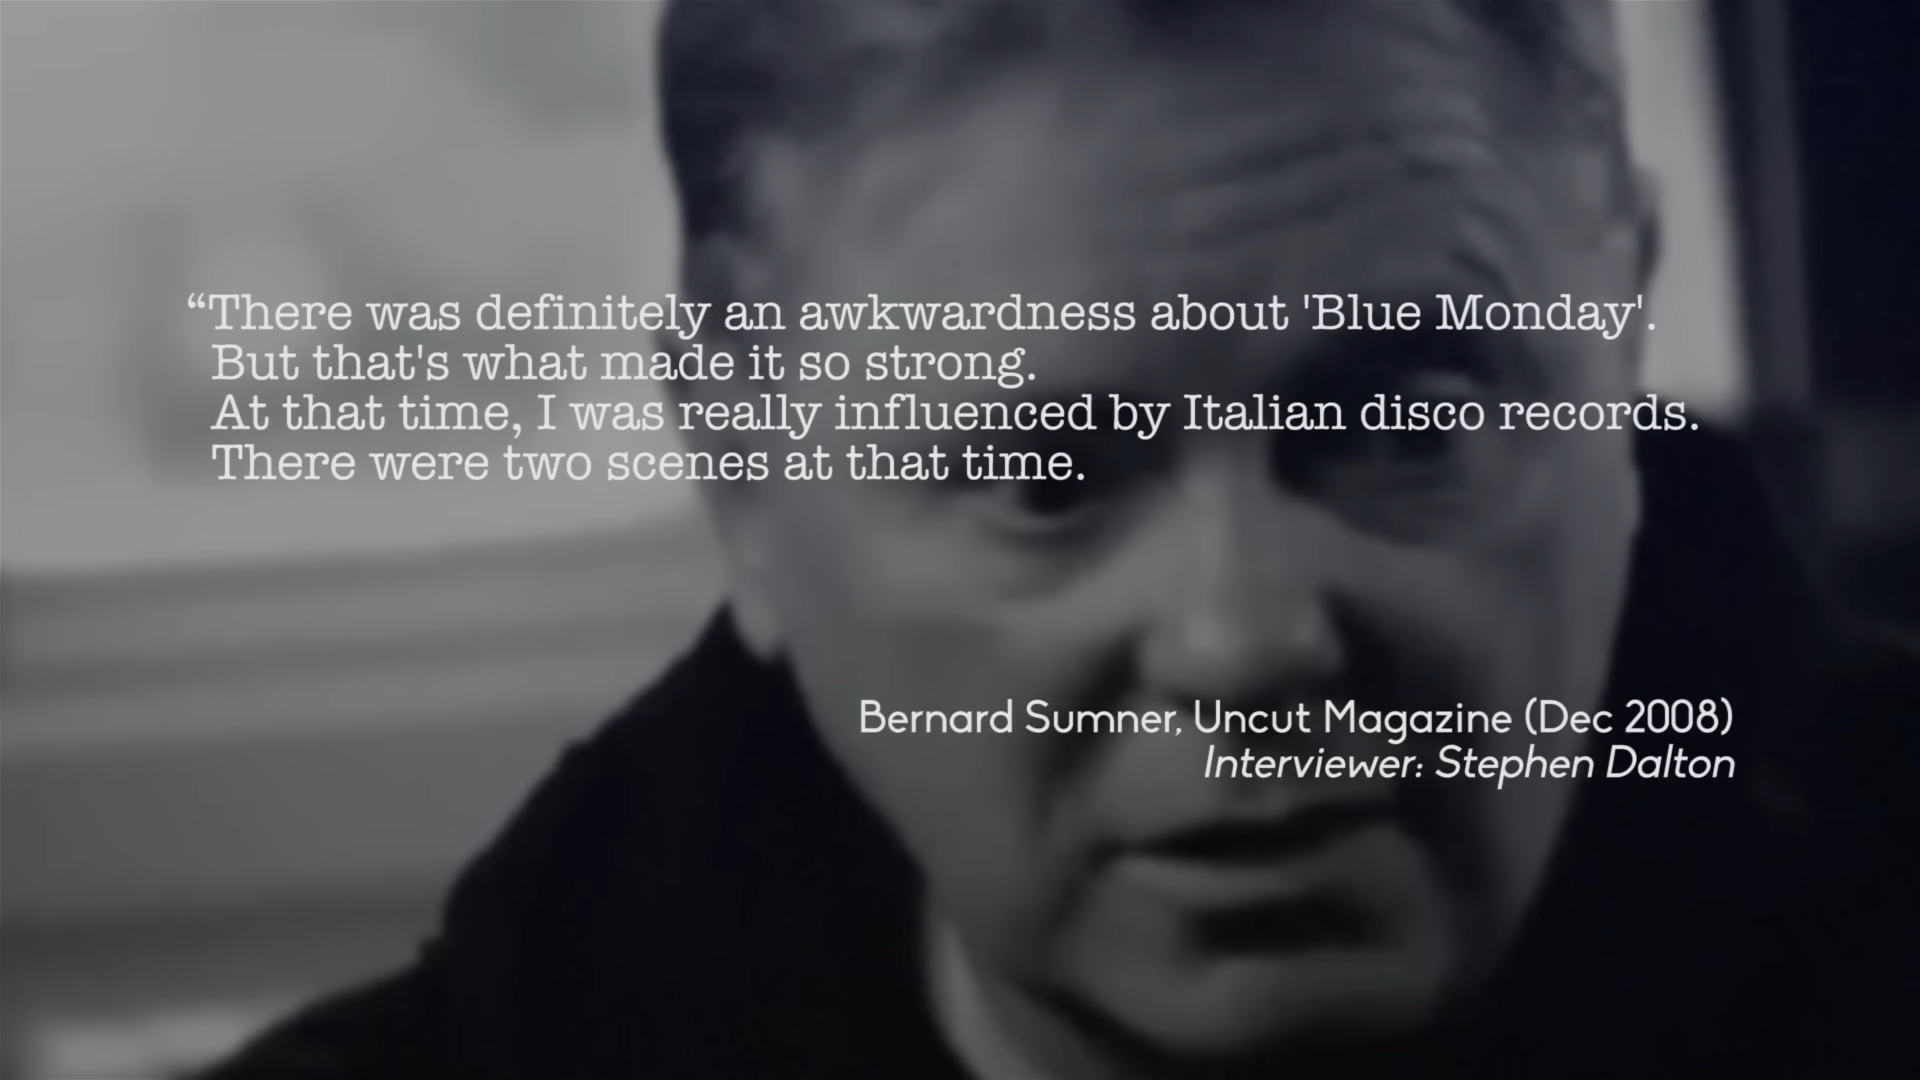 “There was definitely an awkwardness about 'Blue Monday'.
But that's what made it so strong.
At that time, I was really influenced by Italian disco records.
There were two scenes at that time.
Bernard Sumner, Uncut Magazine (Dec 2008)
Interviewer: Stephen Dalton